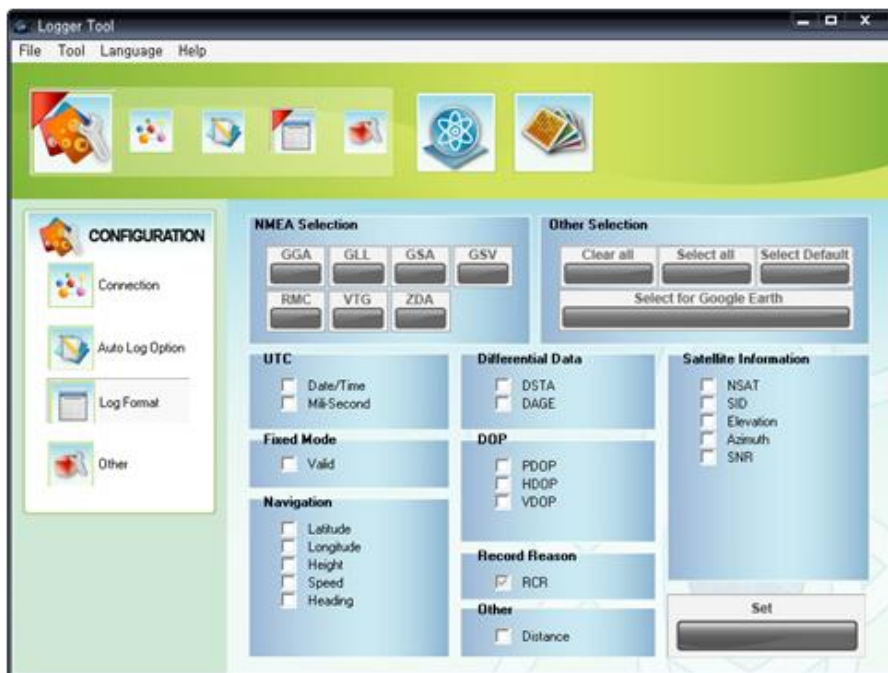 Logger Tool
File Tool Language Help
CONFIGURATION
Connection
Auto Log Option
Log Format
Other
NMEA Selection
GGA GLL GSA GSV
RMC VTG ZDA
Other Selection
Clear all Select all Select Default
Select for Google Earth
UTC
Date/Time
Mili-Second
Fixed Mode
Valid
Navigation
Latitude
Longitude
Height
Speed
Heading
Differential Data
DSTA
DAGE
DOP
PDOP
HDOP
VDOP
Record Reason
RCR
Other
Distance
Satellite Information
NSAT
SID
Elevation
Azimuth
SNR
Set